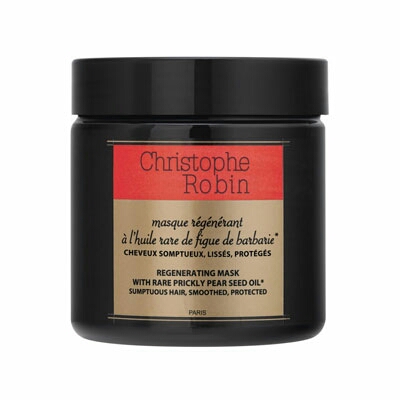 Christophe
Robin
masque régénérant
à l'huile rare de figue de barbarie*
CHEVEUX SOMPTUEUX, LISSÉS, PROTÉGÉS
REGENERATING MASK
WITH RARE PRICKLY PEAR SEED OIL*
SUMPTUOUS HAIR, SMOOTHED, PROTECTED
PARIS